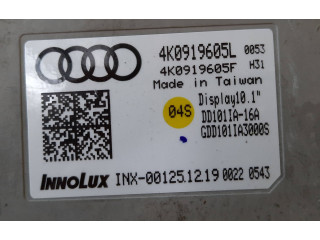 4K0919605L 0053
4K0919605F H31
Made in Taiwan
04S Display10.1"
DD101IA-16A
GDD101IA3000S
INNOLUX INX-00125.12.19 0022 0543